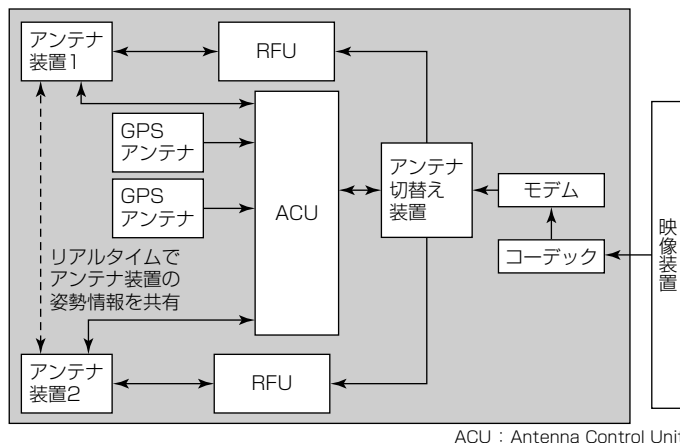 アンテナ
装置1
RFU
GPS
アンテナ
GPS
アンテナ
ACU
アンテナ
切替え
装置
モデム
コーデック
映像装置
リアルタイムで
アンテナ装置の
姿勢情報を共有
アンテナ
装置2
RFU
ACU：Antenna Control Unit